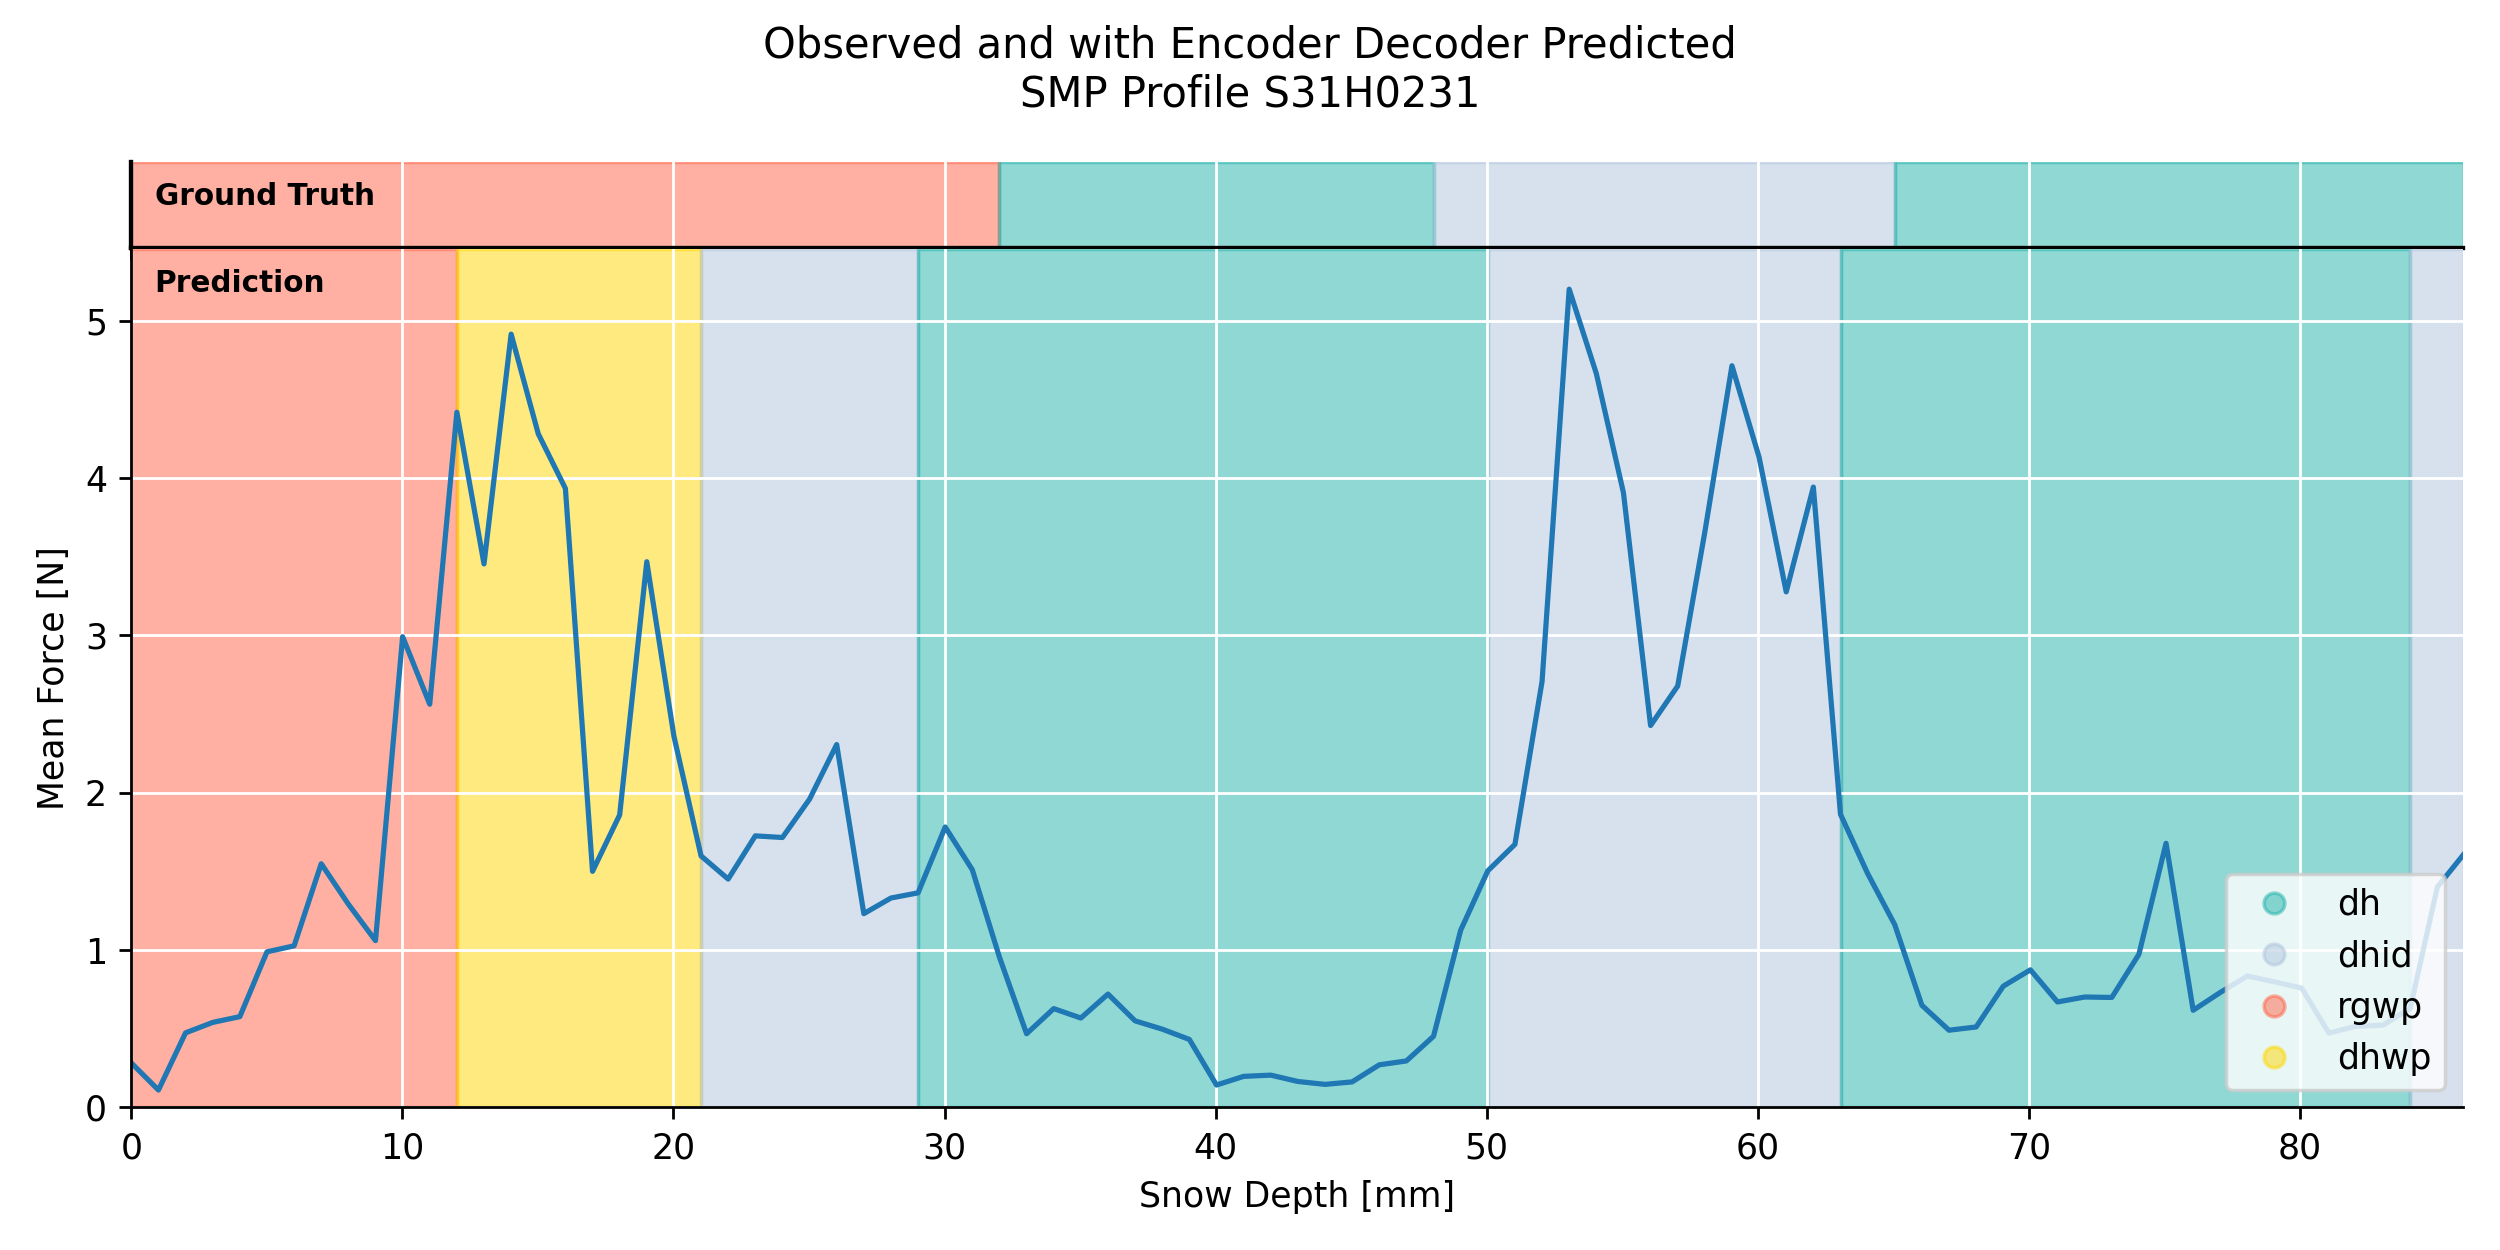 Observed and with Encoder Decoder Predicted
SMP Profile S31H0231
Ground Truth
Prediction
5
4
3
2
1
0
Mean Force [N]
0 10 20 30 40 50 60 70 80
Snow Depth [mm]
dh
dhid
rgwp
dhwp